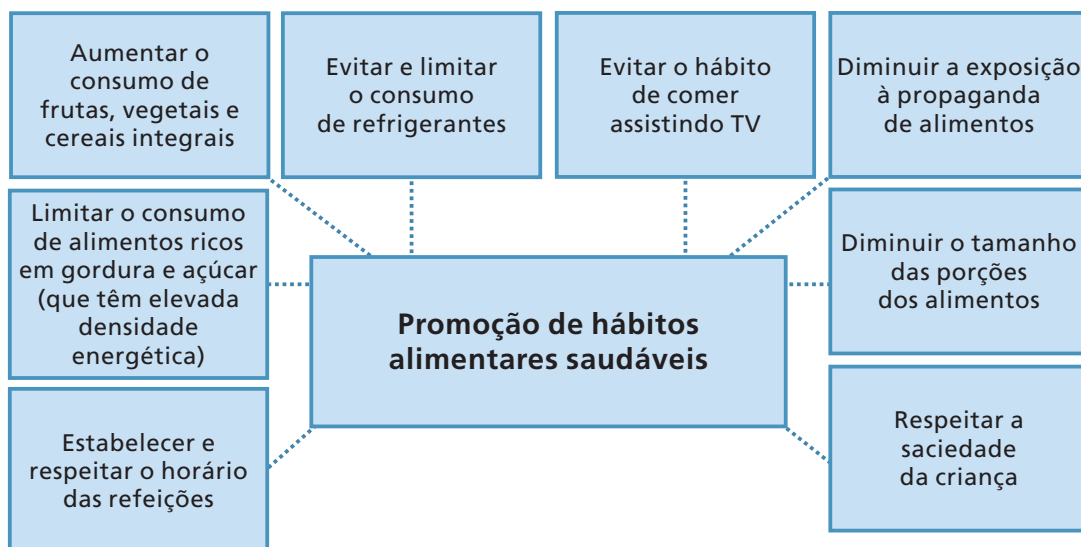 Aumentar o
consumo de
frutas, vegetais e
cereais integrais
Evitar e limitar
o consumo
de refrigerantes
Evitar o hábito
de comer
assistindo TV
Diminuir a exposição
à propaganda
de alimentos
Limitar o consumo
de alimentos ricos
em gordura e açúcar
(que têm elevada
densidade
energética)
Promoção de hábitos
alimentares saudáveis
Diminuir o tamanho
das porções
dos alimentos
Estabelecer e
respeitar o horário
das refeições
Respeitar a
saciedade
da criança